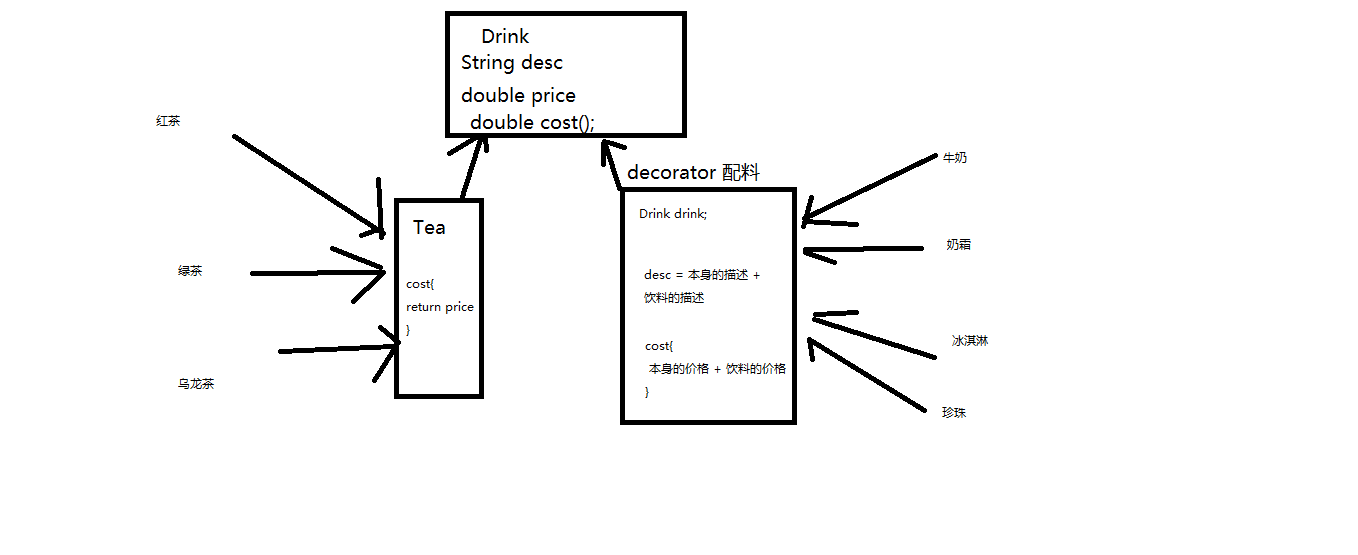 Drink
String desc
double price
double cost();
红茶
绿茶
乌龙茶
Tea
cost{
return price
}
decorator 配料
Drink drink;
desc = 本身的描述 +
饮料的描述
cost{
本身的价格 + 饮料的价格
}
牛奶
奶霜
冰淇淋
珍珠